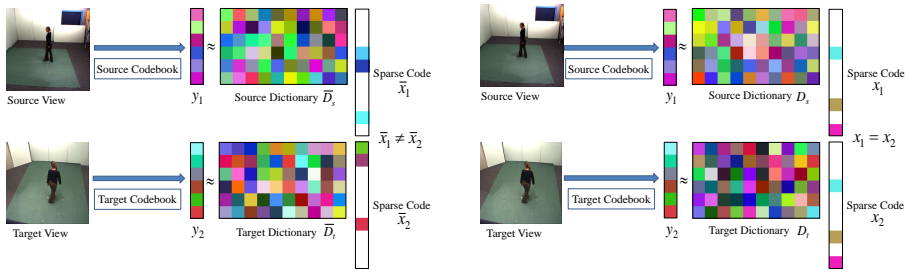 Source View
Source Codebook
y₁
≈
Source Dictionary D̅ₛ
Sparse Code
x̅₁
x̅₁ ≠ x̅₂
Target View
Target Codebook
y₂
≈
Target Dictionary D̅ₜ
Sparse Code
x̅₂
Source View
Source Codebook
y₁
≈
Source Dictionary Dₛ
Sparse Code
x₁
x₁ = x₂
Target View
Target Codebook
y₂
≈
Target Dictionary Dₜ
Sparse Code
x₂